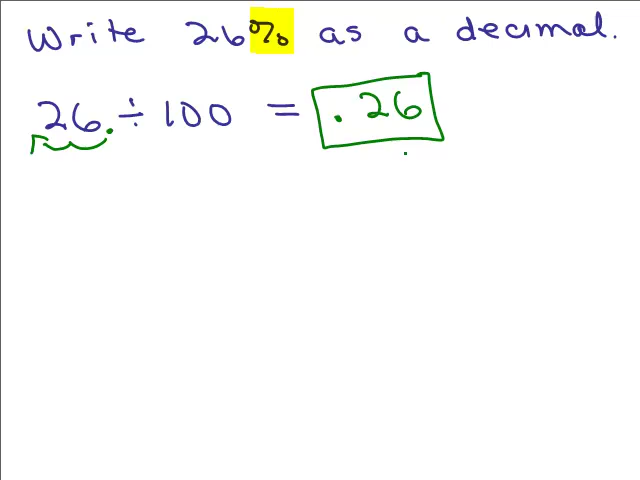 Write 26% as a decimal.
26. ÷ 100 = .26